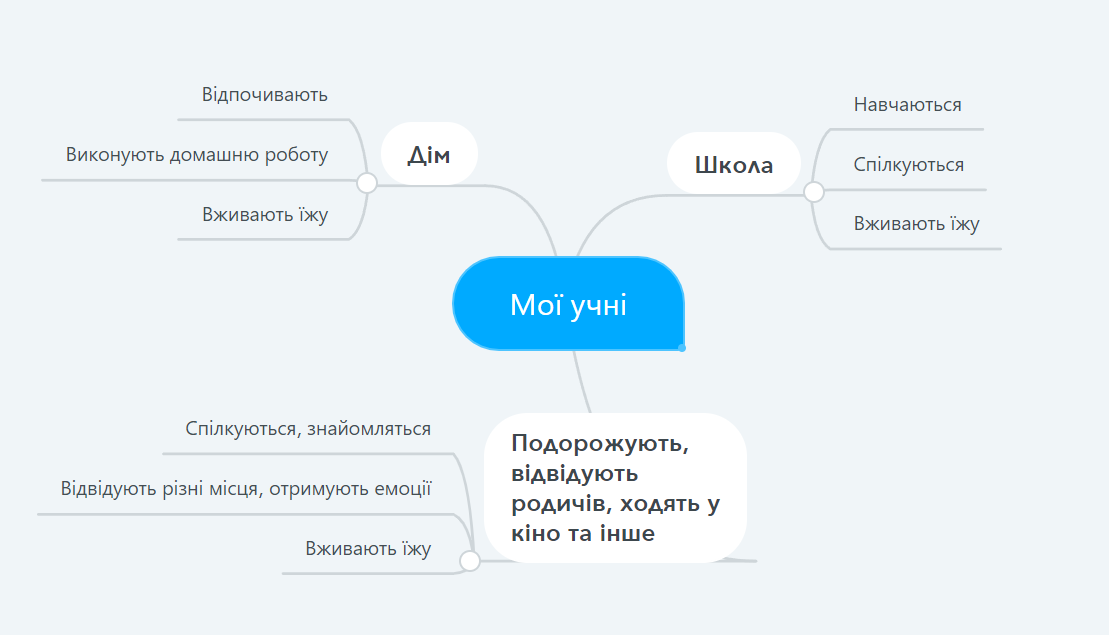 Відпочивають
Виконують домашню роботу
Вживають їжу
Дім
Школа
Навчаються
Спілкуються
Вживають їжу
Мої учні
Спілкуються, знайомляться
Відвідують різні місця, отримують емоції
Вживають їжу
Подорожують,
відвідують
родичів, ходять у
кіно та інше